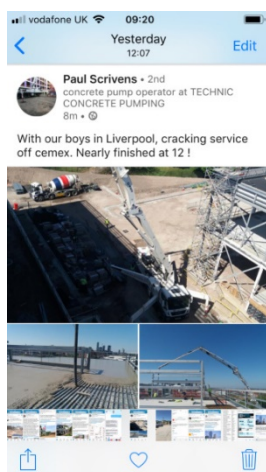 vodafone UK 09:20
Yesterday
12:07
Edit
Paul Scrivens • 2nd
concrete pump operator at TECHNIC
CONCRETE PUMPING
8m •
With our boys in Liverpool, cracking service
off cemex. Nearly finished at 12 !